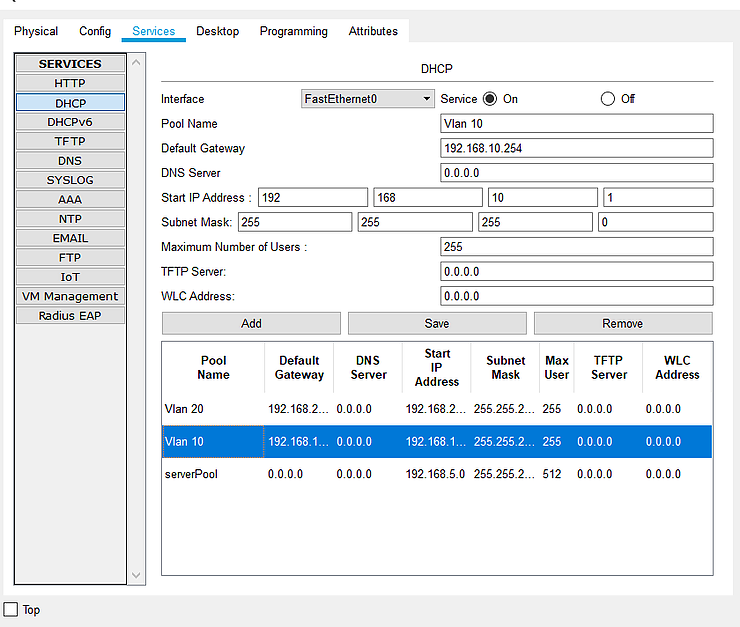 Physical Config Services Desktop Programming Attributes
SERVICES
HTTP
DHCP
DHCPv6
TFTP
DNS
SYSLOG
AAA
NTP
EMAIL
FTP
IoT
VM Management
Radius EAP
DHCP
Interface FastEthernet0 Service On Off
Pool Name Vlan 10
Default Gateway 192.168.10.254
DNS Server 0.0.0.0
Start IP Address : 192 168 10 1
Subnet Mask: 255 255 255 0
Maximum Number of Users : 255
TFTP Server: 0.0.0.0
WLC Address: 0.0.0.0
Add Save Remove
Pool Name Default Gateway DNS Server Start IP Address Subnet Mask Max User TFTP Server WLC Address
Vlan 20 192.168.2... 0.0.0.0 192.168.2... 255.255.2... 255 0.0.0.0 0.0.0.0
Vlan 10 192.168.1... 0.0.0.0 192.168.1... 255.255.2... 255 0.0.0.0 0.0.0.0
serverPool 0.0.0.0 0.0.0.0 192.168.5.0 255.255.2... 512 0.0.0.0 0.0.0.0
Top